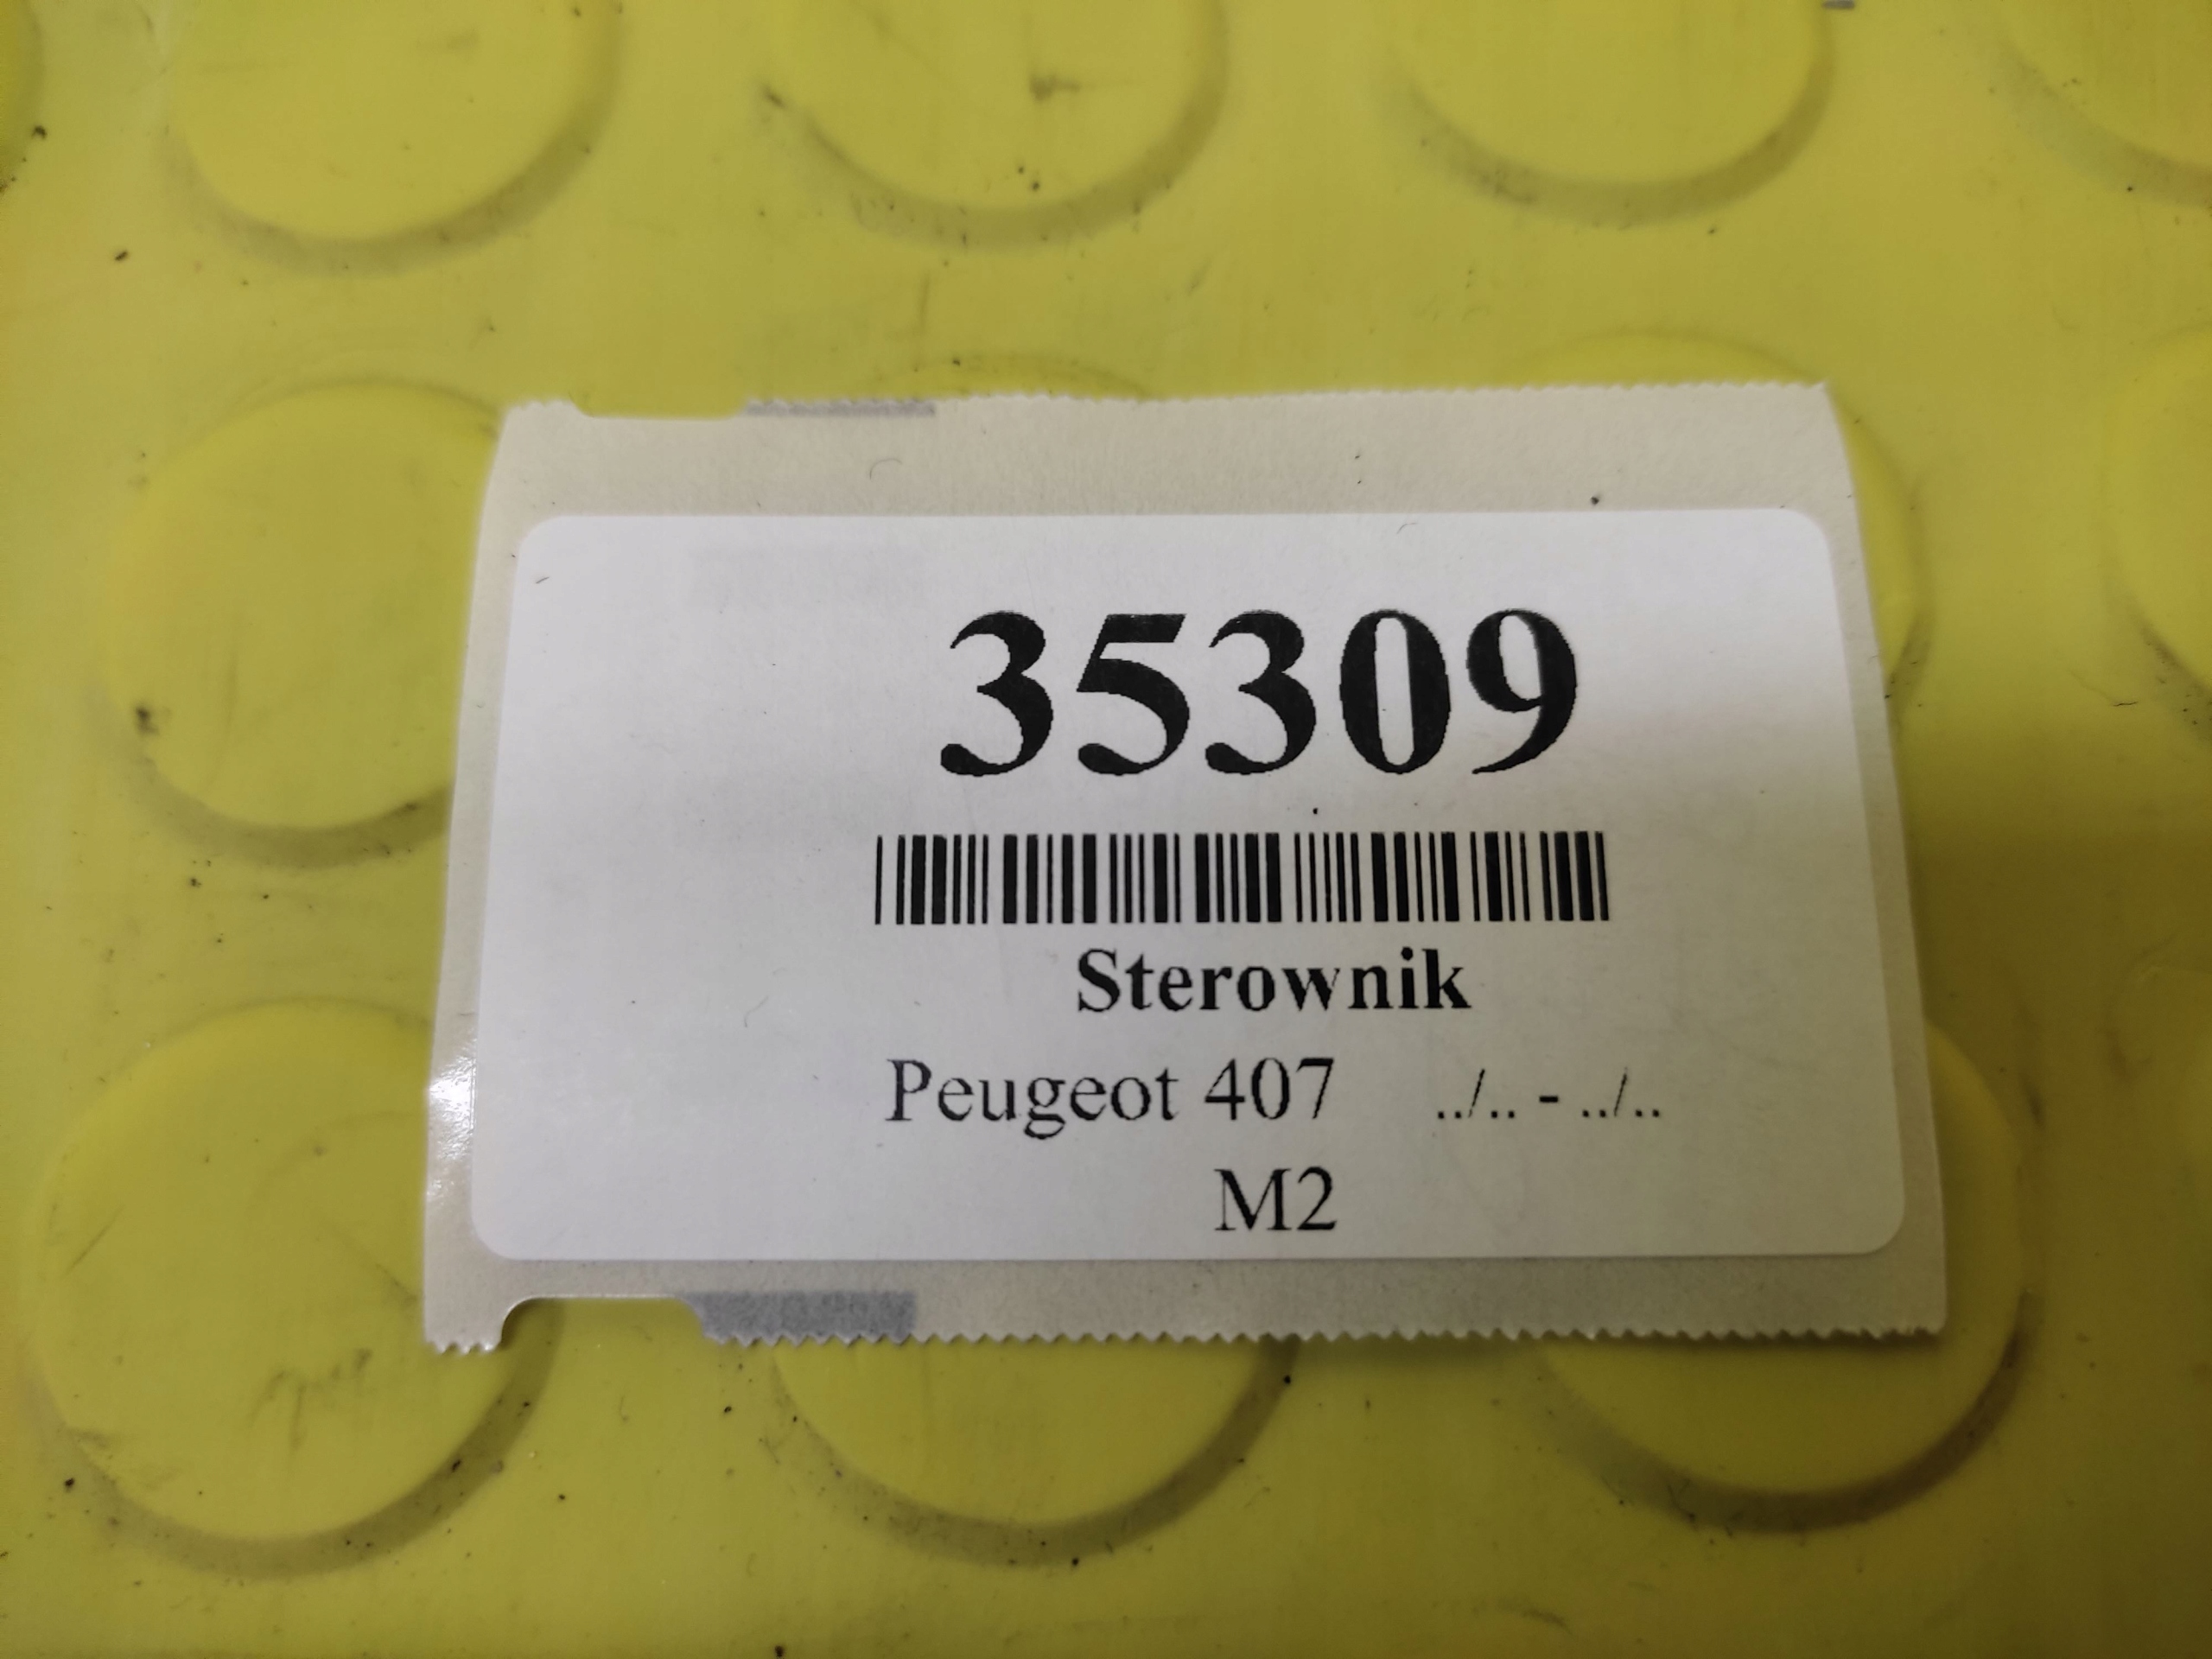 35309
Sterownik
Peugeot 407 ../.. - ../..
M2